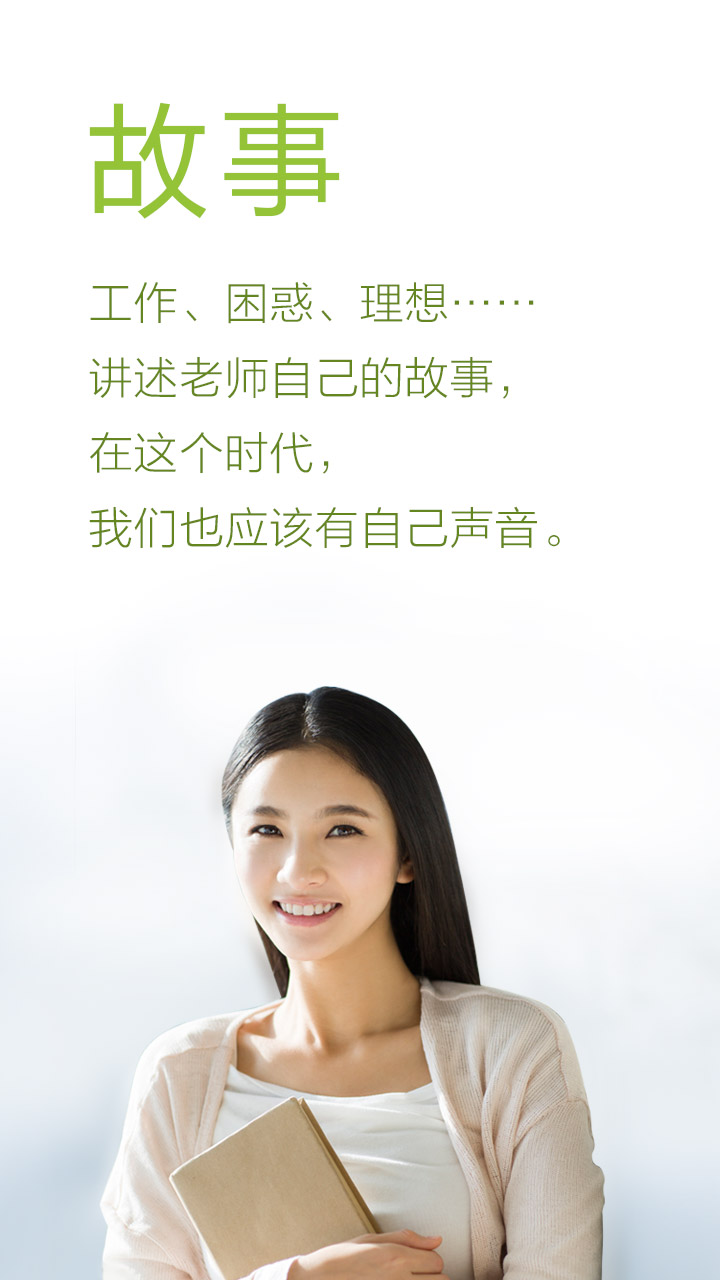 故事
工作、困惑、理想……
讲述老师自己的故事，
在这个时代，
我们也应该有自己声音。